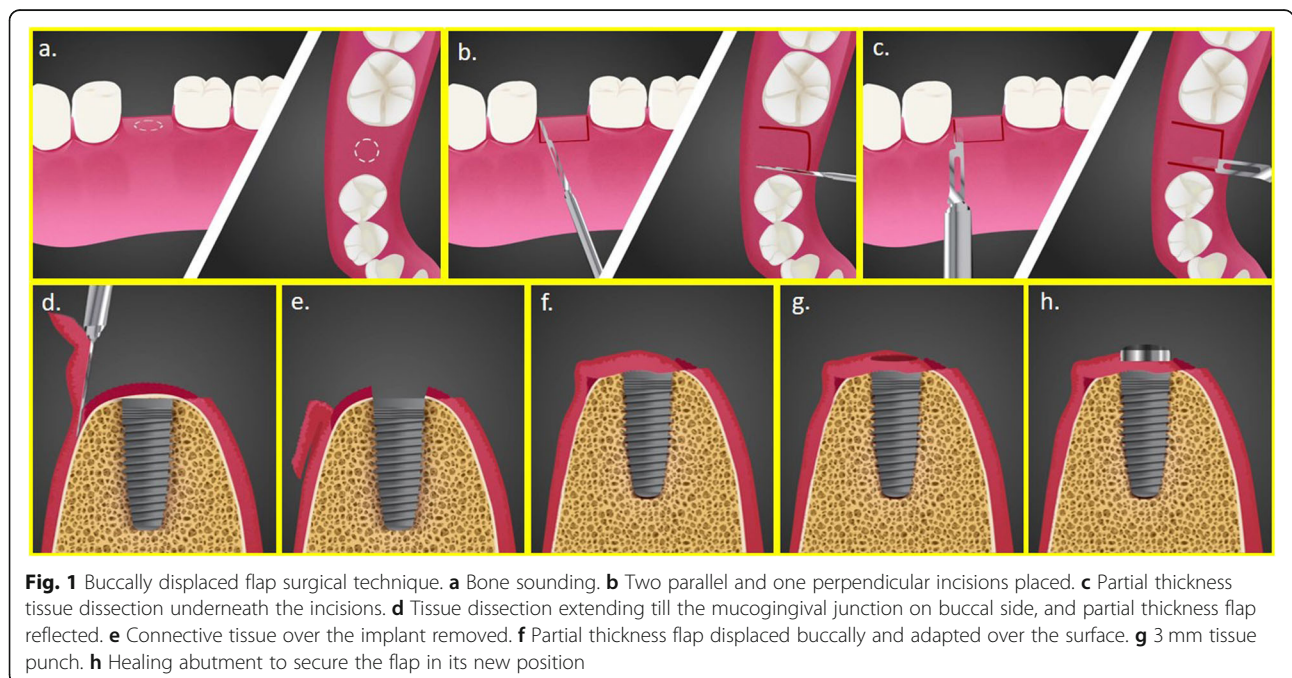 a.
b.
c.
d.
e.
f.
g.
h.
Fig. 1 Buccally displaced flap surgical technique. a Bone sounding. b Two parallel and one perpendicular incisions placed. c Partial thickness
tissue dissection underneath the incisions. d Tissue dissection extending till the mucogingival junction on buccal side, and partial thickness flap
reflected. e Connective tissue over the implant removed. f Partial thickness flap displaced buccally and adapted over the surface. g 3 mm tissue
punch. h Healing abutment to secure the flap in its new position